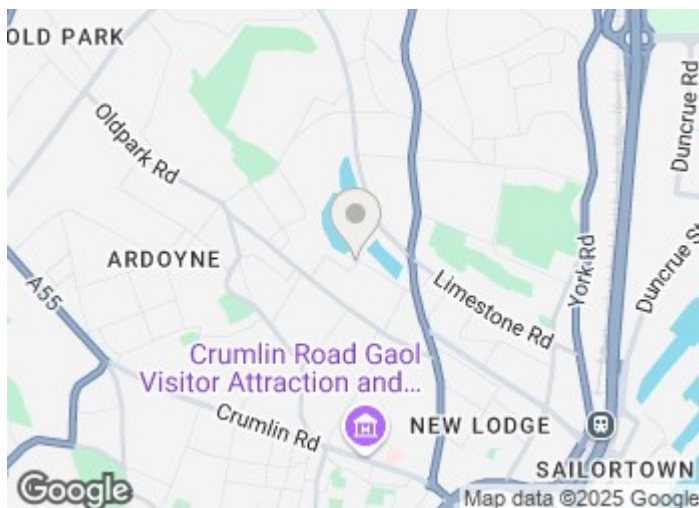 OLD PARK
Oldpark Rd
Duncrue Rd
ARDOYNE
A55
Limestone Rd
York Rd
Duncrue St
Crumlin Road Gaol
Visitor Attraction and...
Crumlin Rd
NEW LODGE
SAILORTOWN
Google
Map data ©2025 Google